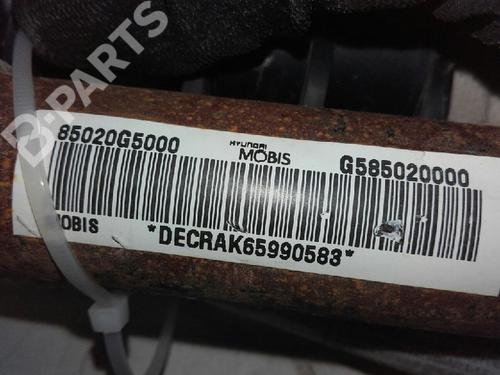 B-PARTS
85020G5000
HYUNDAI
MOBIS
G585020000
MOBIS
*DECRAK65990583*